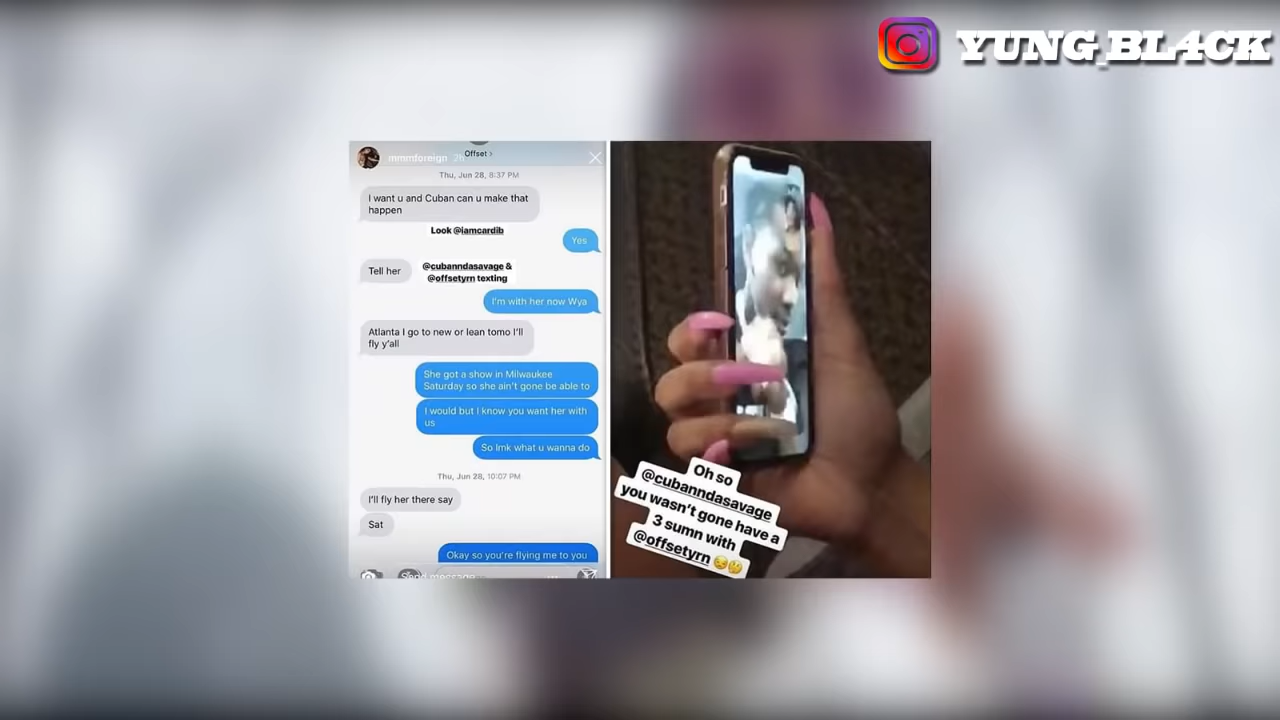 YUNG_BL4CK
mmmforeign 2h
Offset >
Thu, Jun 28, 8:37 PM
I want u and Cuban can u make that
happen
Look @iamcardib
Yes
Tell her
@cubanndasavage &
@offsetyrn texting
I'm with her now Wya
Atlanta I go to new or lean tomo I'll
fly y'all
She got a show in Milwaukee
Saturday so she ain't gone be able to
I would but I know you want her with
us
So lmk what u wanna do
Thu, Jun 28, 10:07 PM
I'll fly her there say
Sat
Okay so you're flying me to you
Send message
Oh so
@cubanndasavage
you wasn't gone have a
3 sumn with
@offsetyrn 😒🤔